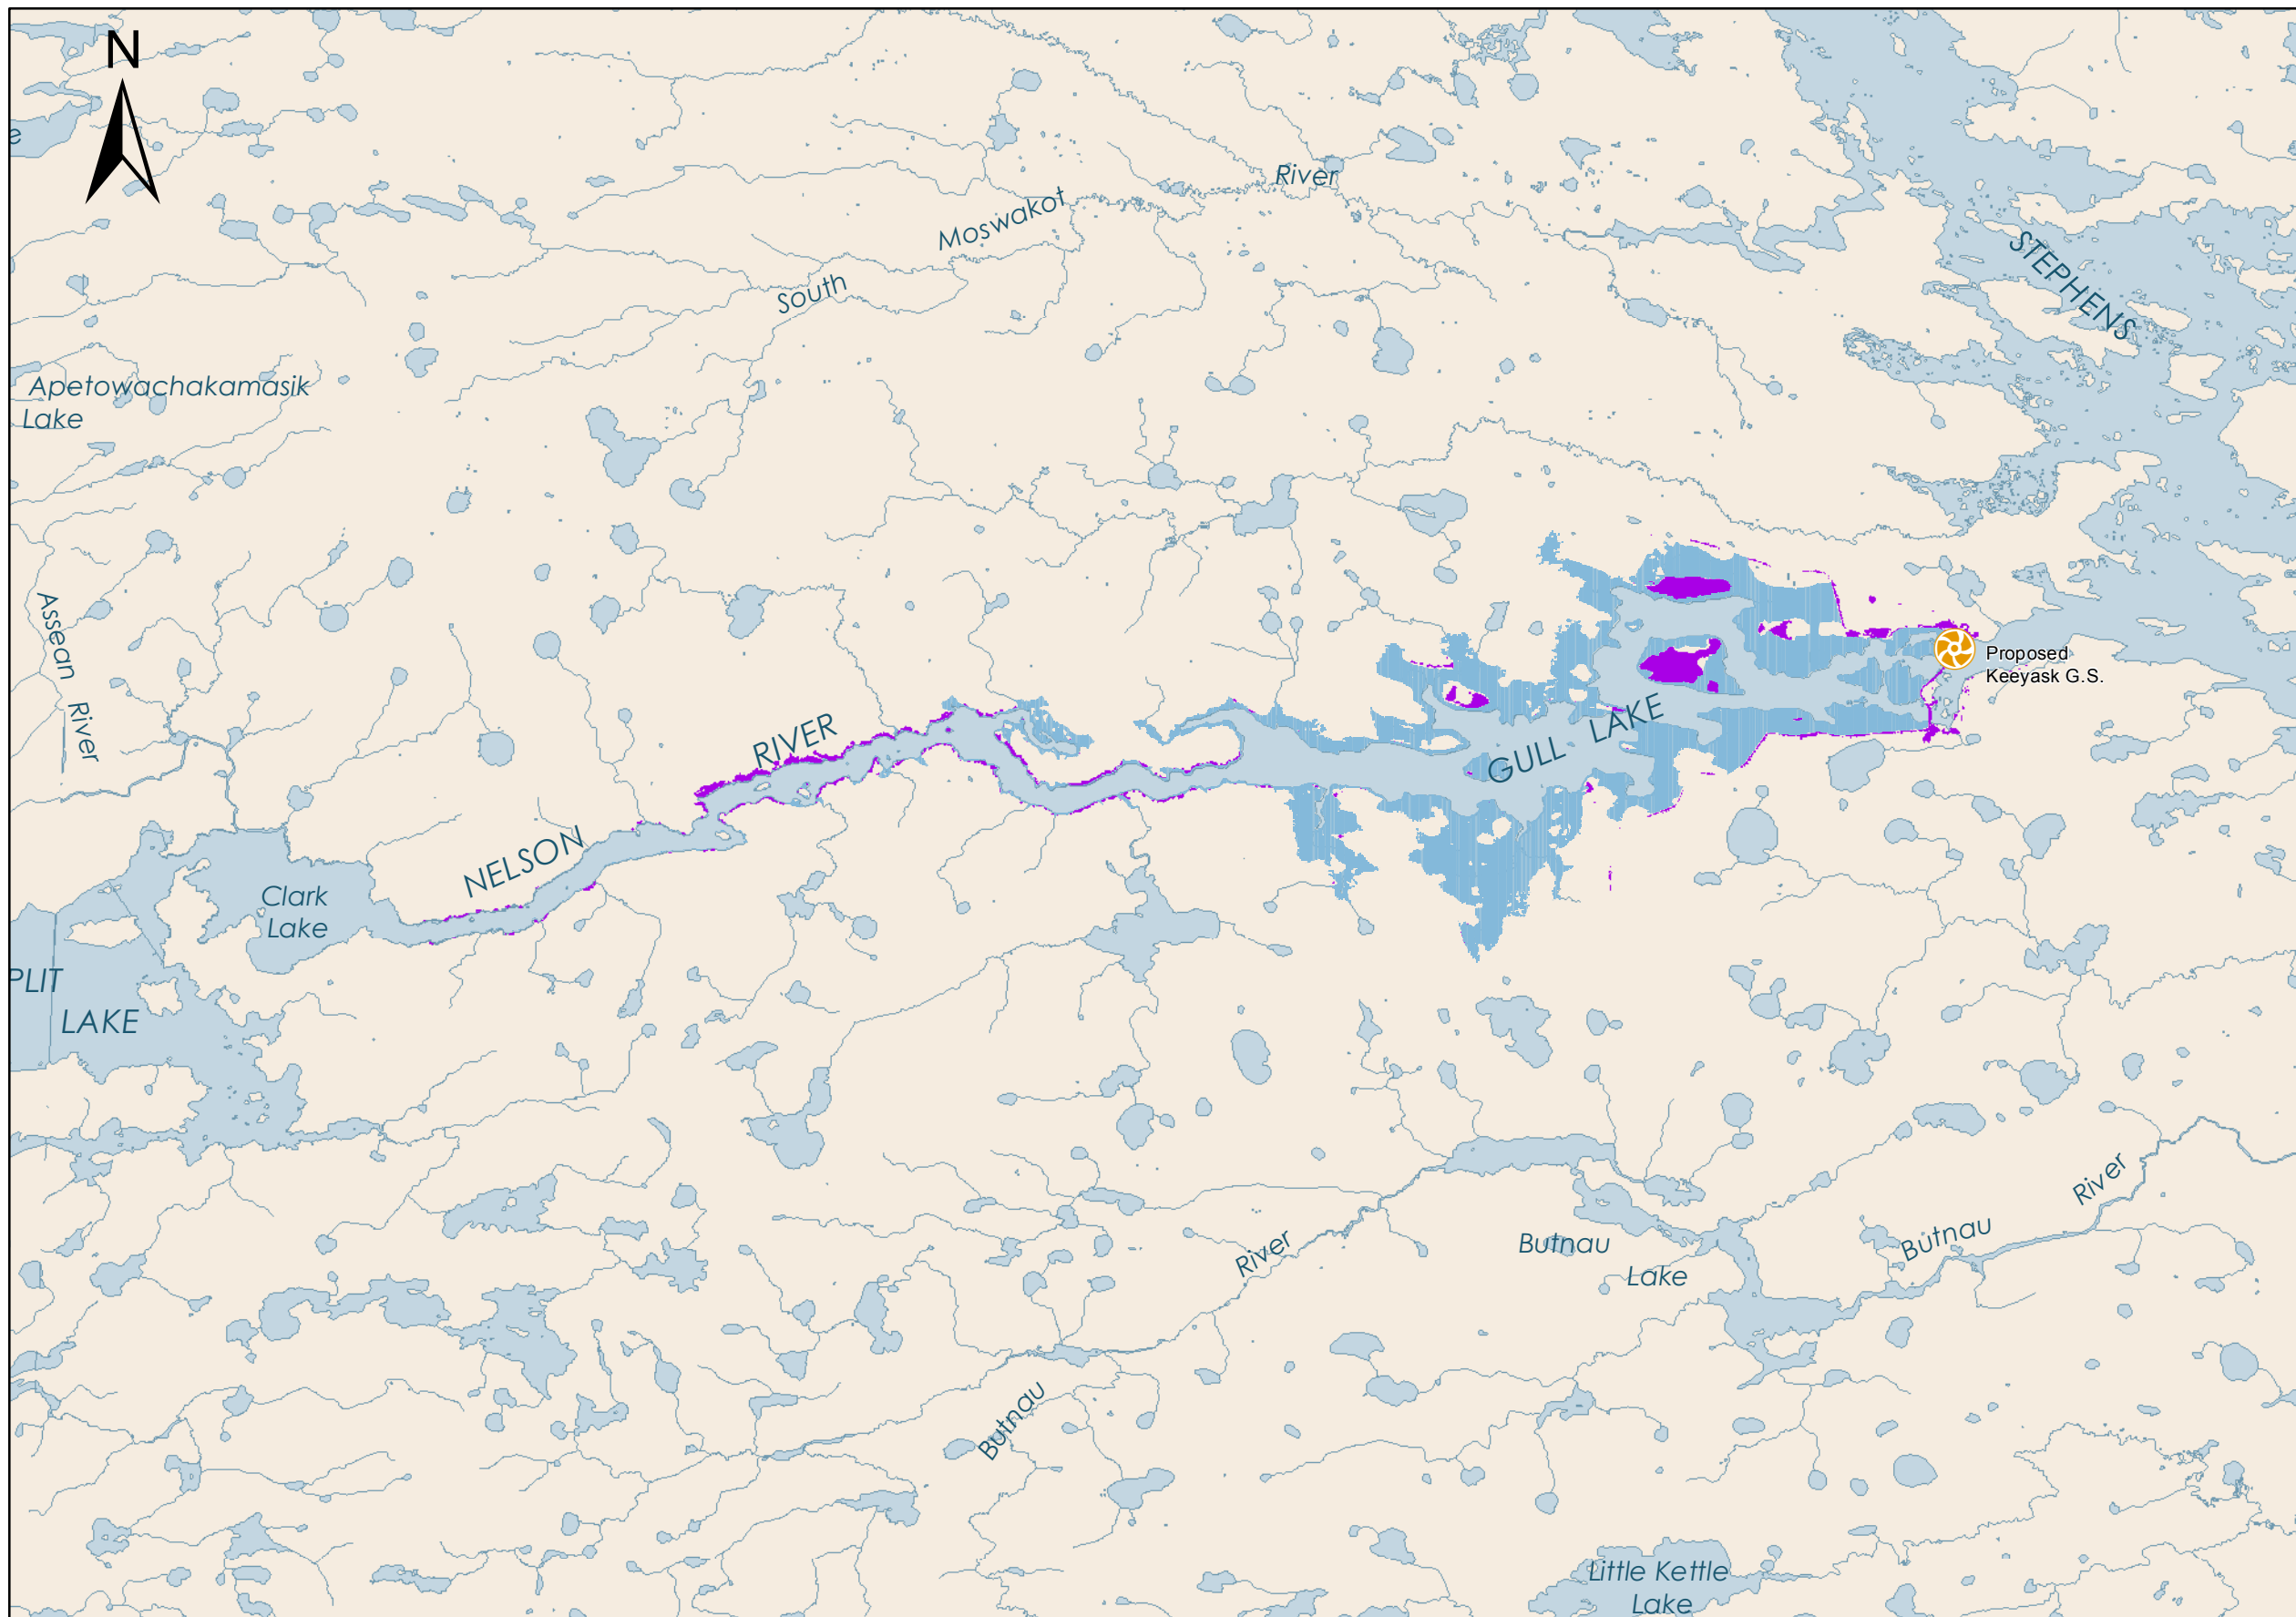 N
e
River
Moswakot
South
STEPHENS
Apetowachakamasik
Lake
Assean
River
Proposed
Keeyask G.S.
RIVER
GULL LAKE
NELSON
Clark
Lake
PLIT
LAKE
River
Butnau
River
Butnau
Lake
Butnau
Little Kettle
Lake